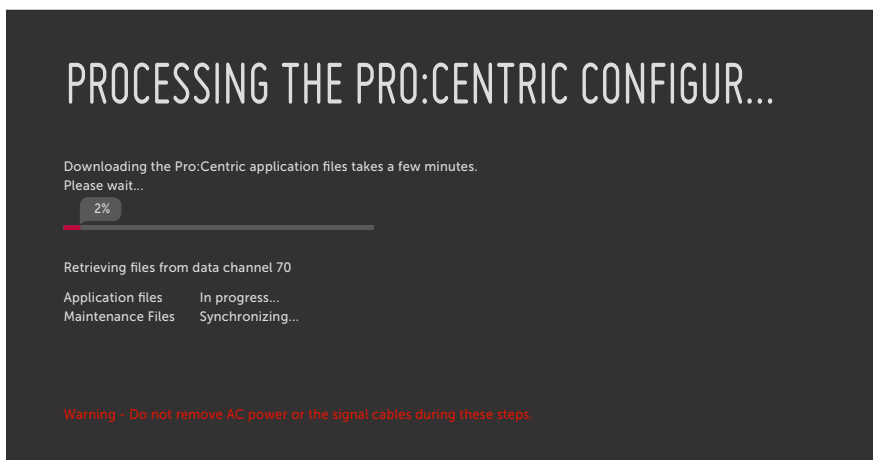 PROCESSING THE PRO:CENTRIC CONFIGUR...
Downloading the Pro:Centric application files takes a few minutes.
Please wait...
2%
Retrieving files from data channel 70
Application files In progress...
Maintenance Files Synchronizing...
Warning - Do not remove AC power or the signal cables during these steps.